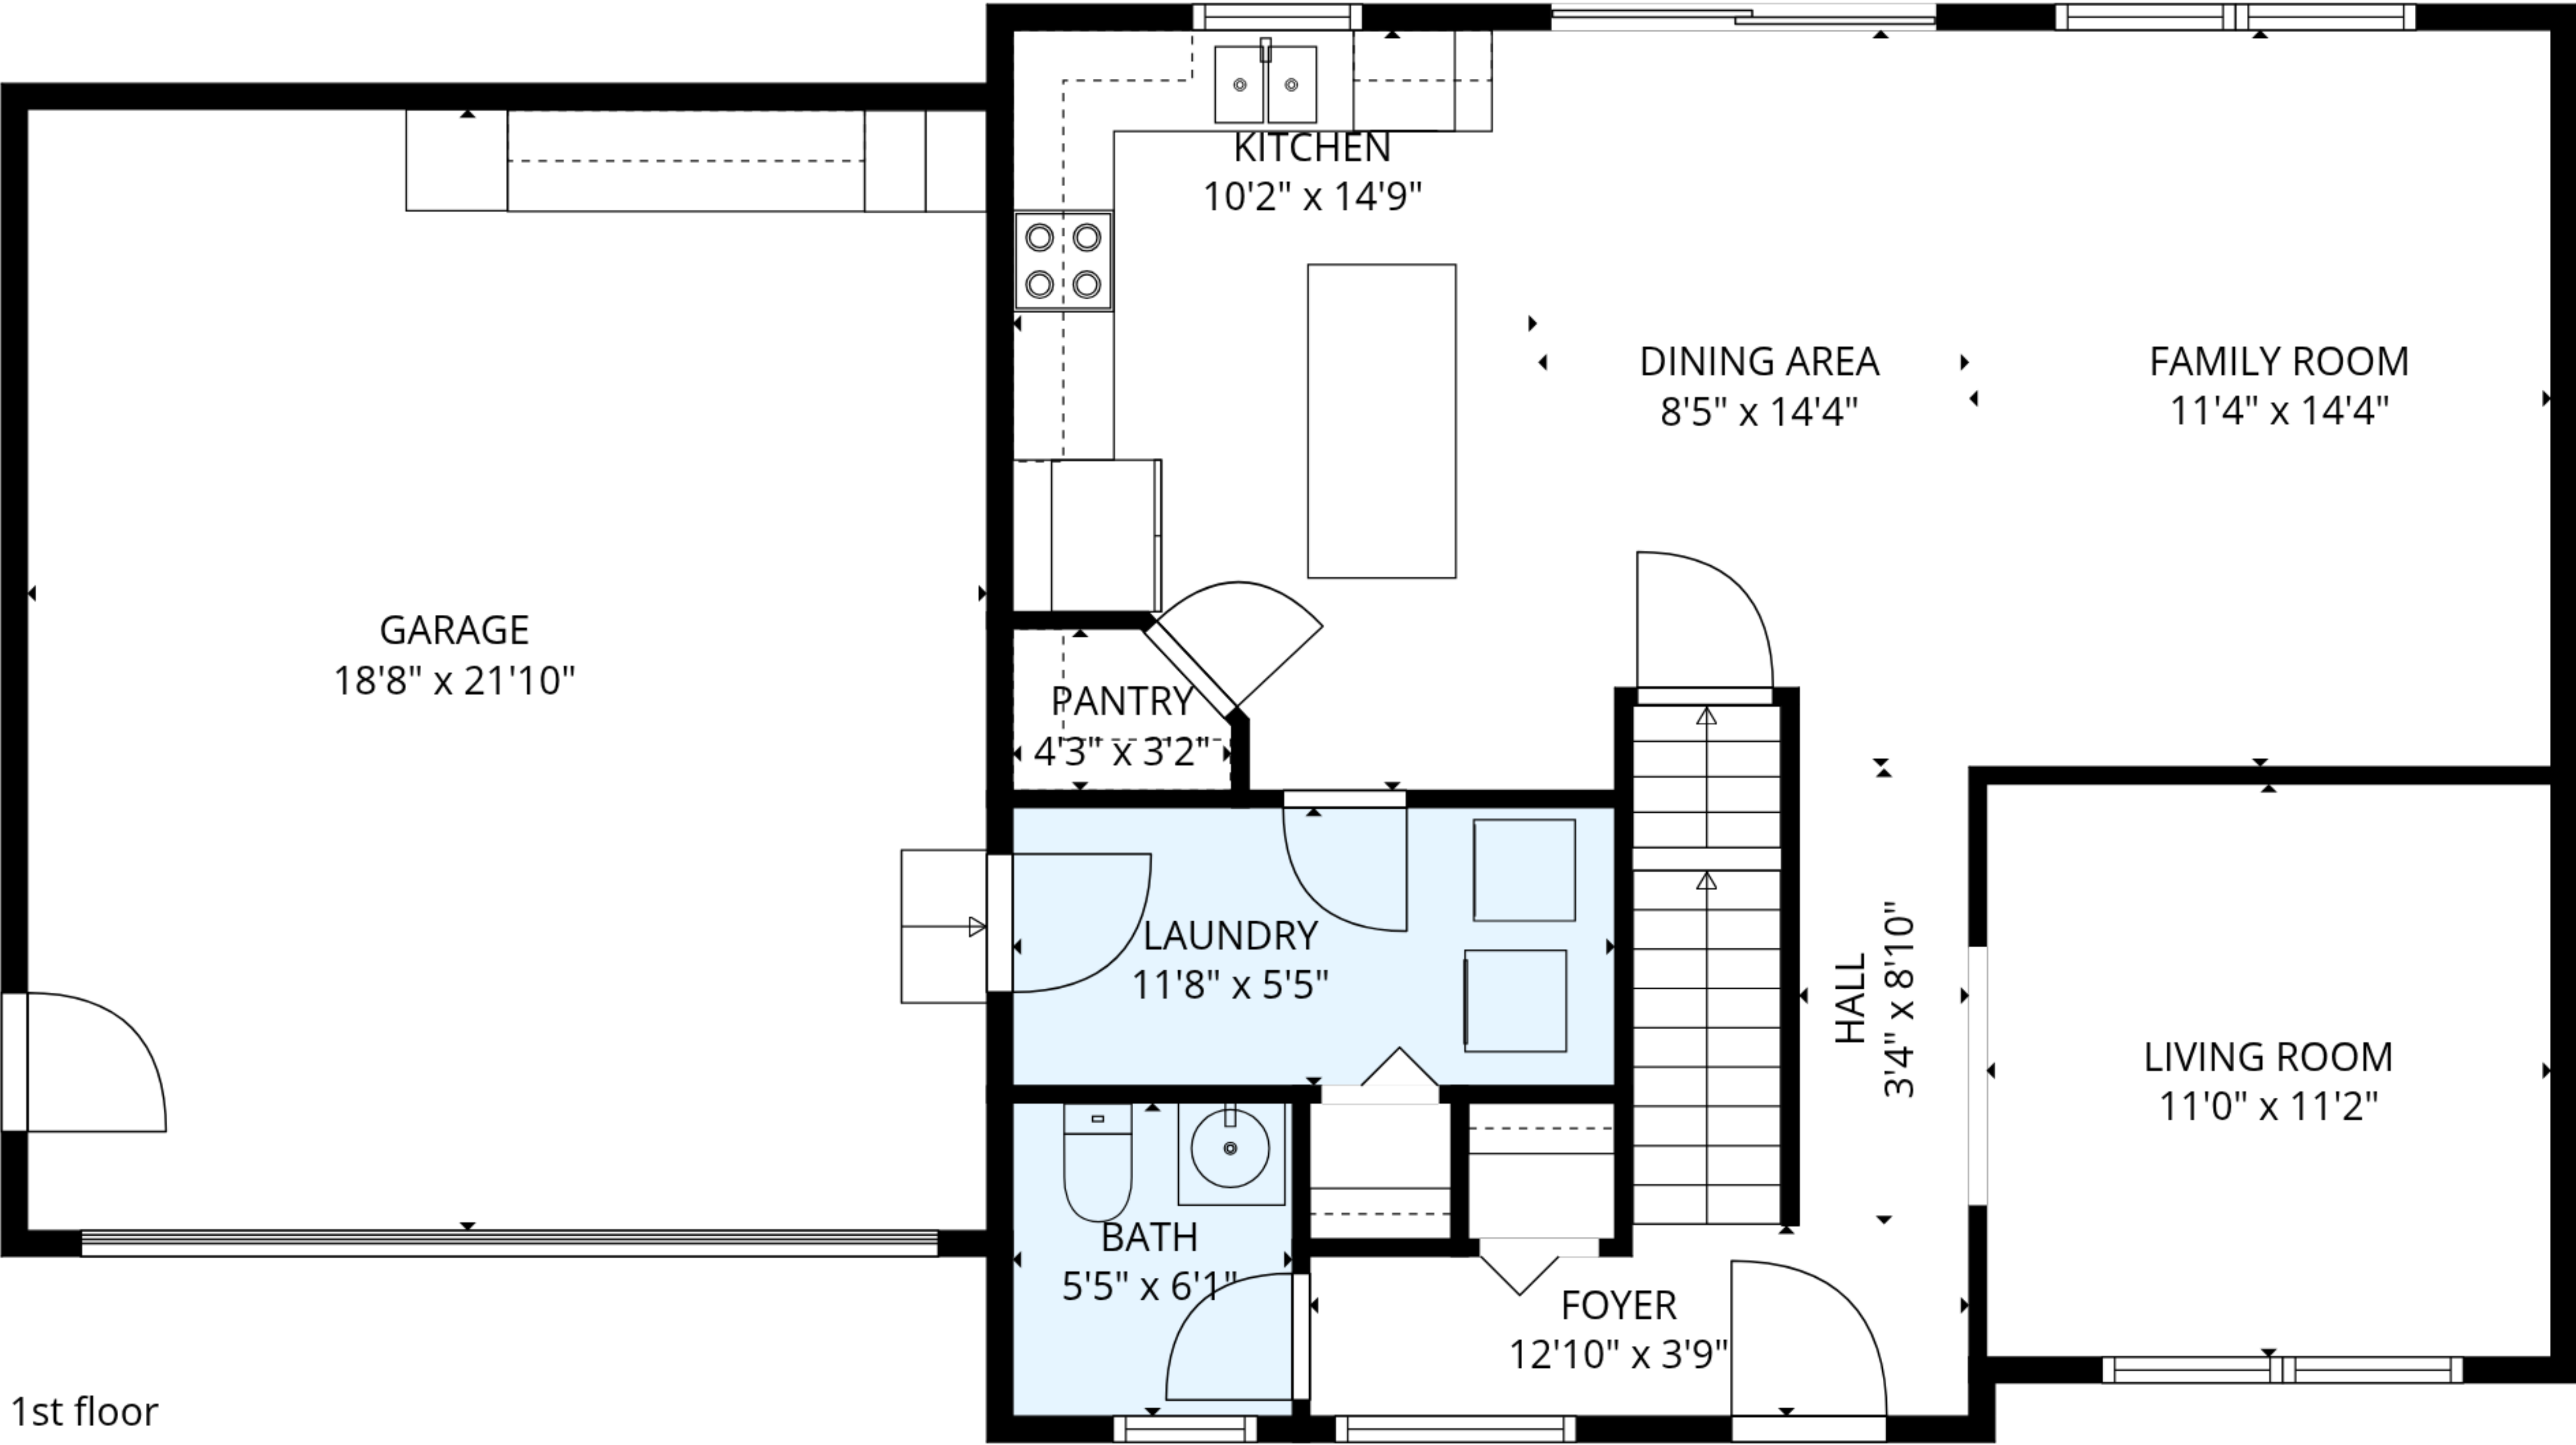 KITCHEN
10'2" x 14'9"
DINING AREA
8'5" x 14'4"
FAMILY ROOM
11'4" x 14'4"
GARAGE
18'8" x 21'10"
PANTRY
4'3" x 3'2"
LAUNDRY
11'8" x 5'5"
HALL
3'4" x 8'10"
LIVING ROOM
11'0" x 11'2"
BATH
5'5" x 6'1"
FOYER
12'10" x 3'9"
1st floor